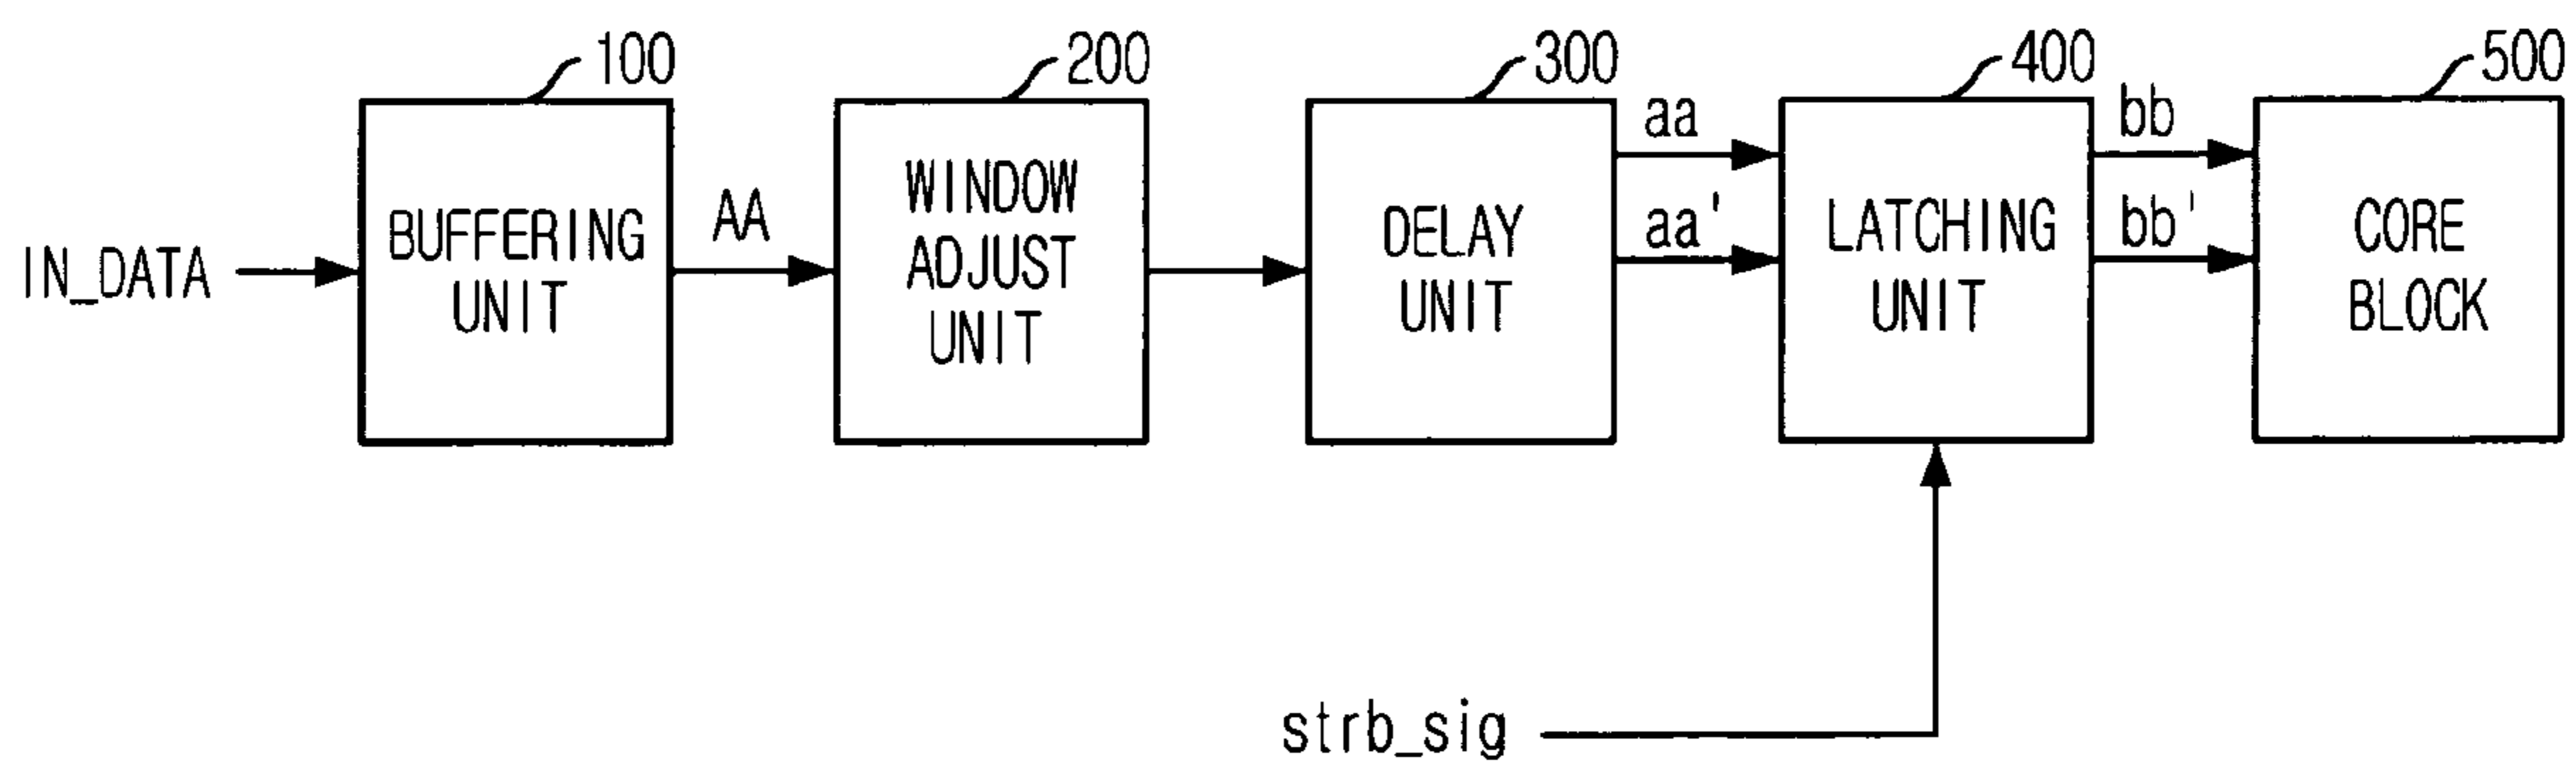 100
200
300
400
500
IN_DATA
BUFFERING
UNIT
AA
WINDOW
ADJUST
UNIT
DELAY
UNIT
aa
aa'
LATCHING
UNIT
bb
bb'
CORE
BLOCK
strb_sig